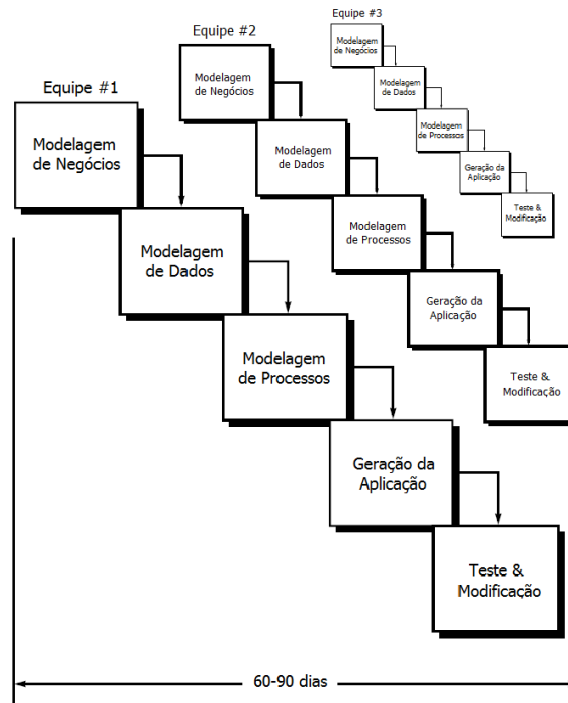 Equipe #1
Modelagem
de Negócios
Modelagem
de Dados
Modelagem
de Processos
Geração da
Aplicação
Teste &
Modificação
Equipe #2
Modelagem
de Negócios
Modelagem
de Dados
Modelagem
de Processos
Geração da
Aplicação
Teste &
Modificação
Equipe #3
Modelagem
de Negócios
Modelagem
de Dados
Modelagem
de Processos
Geração da
Aplicação
Teste &
Modificação
60-90 dias